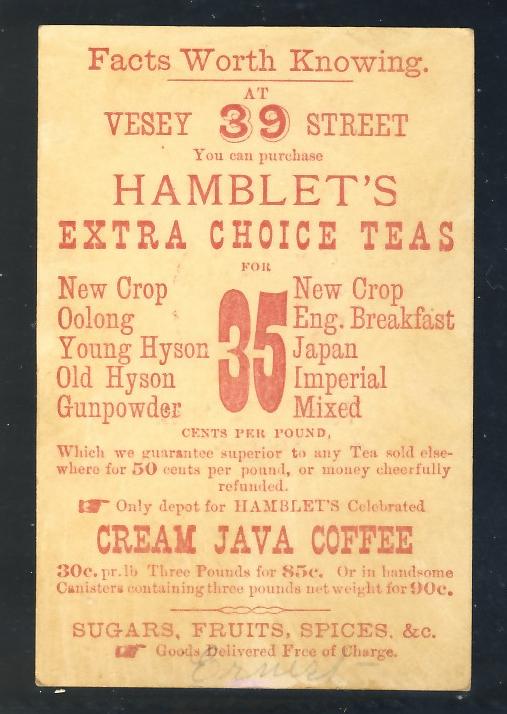 Facts Worth Knowing.
AT
VESEY 39 STREET
You can purchase
HAMBLET'S
EXTRA CHOICE TEAS
FOR
New Crop
Oolong
Young Hyson
Old Hyson
Gunpowder
35
New Crop
Eng. Breakfast
Japan
Imperial
Mixed
CENTS PER POUND,
Which we guarantee superior to any Tea sold else-
where for 50 cents per pound, or money cheerfully
refunded.
☞ Only depot for HAMBLET'S Celebrated
CREAM JAVA COFFEE
30c. pr. lb Three Pounds for 85c. Or in handsome
Canisters containing three pounds net weight for 90c.
SUGARS, FRUITS, SPICES, &c.
☞ Goods Delivered Free of Charge.
Ernest